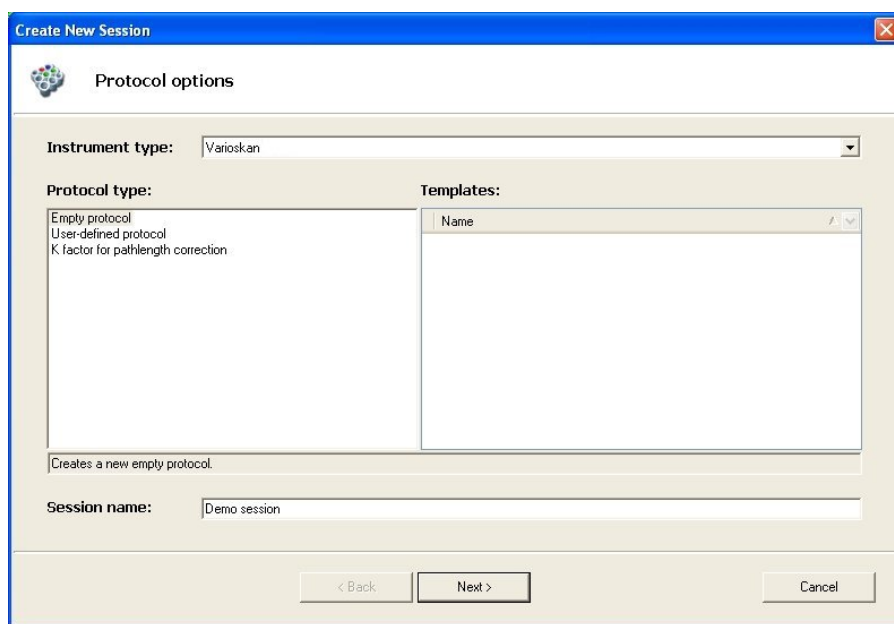 Create New Session
Protocol options
Instrument type: Varioskan
Protocol type: Templates:
Empty protocol
User-defined protocol
K factor for pathlength correction
Name
Creates a new empty protocol.
Session name: Demo session
< Back Next > Cancel